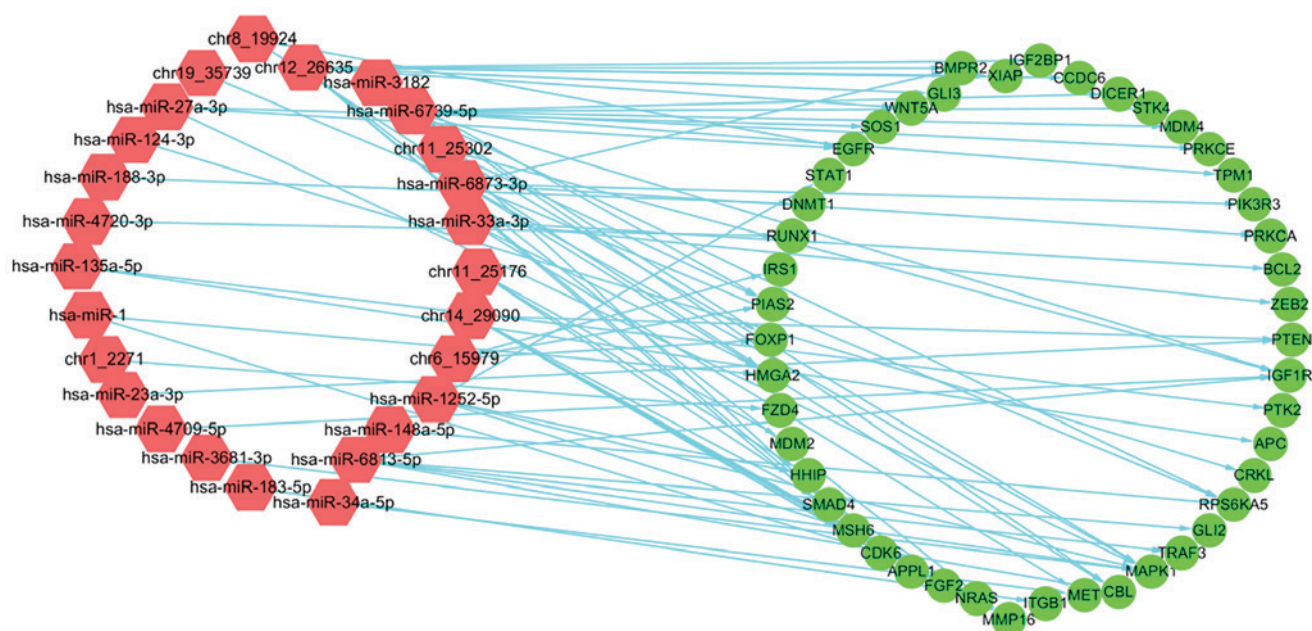 chr8_19924
chr12_26635
chr19_35739
hsa-miR-3182
hsa-miR-27a-3p
hsa-miR-6739-5p
hsa-miR-124-3p
chr11_25302
hsa-miR-188-3p
hsa-miR-6873-3p
hsa-miR-4720-3p
hsa-miR-33a-3p
hsa-miR-135a-5p
chr11_25176
hsa-miR-1
chr14_29090
chr1_2271
chr6_15979
hsa-miR-23a-3p
hsa-miR-1252-5p
hsa-miR-4709-5p
hsa-miR-148a-5p
hsa-miR-3681-3p
hsa-miR-6813-5p
hsa-miR-183-5p
hsa-miR-34a-5p
IGF2BP1
BMPR2
XIAP
CCDC6
GLI3
DICER1
WNT5A
STK4
SOS1
MDM4
EGFR
PRKCE
STAT1
TPM1
DNMT1
PIK3R3
RUNX1
PRKCA
IRS1
BCL2
PIAS2
ZEB2
FOXP1
PTEN
HMGA2
IGF1R
FZD4
PTK2
MDM2
APC
HHIP
CRKL
SMAD4
RPS6KA5
MSH6
GLI2
CDK6
TRAF3
APPL1
MAPK1
FGF2
CBL
NRAS
MET
ITGB1
MMP16